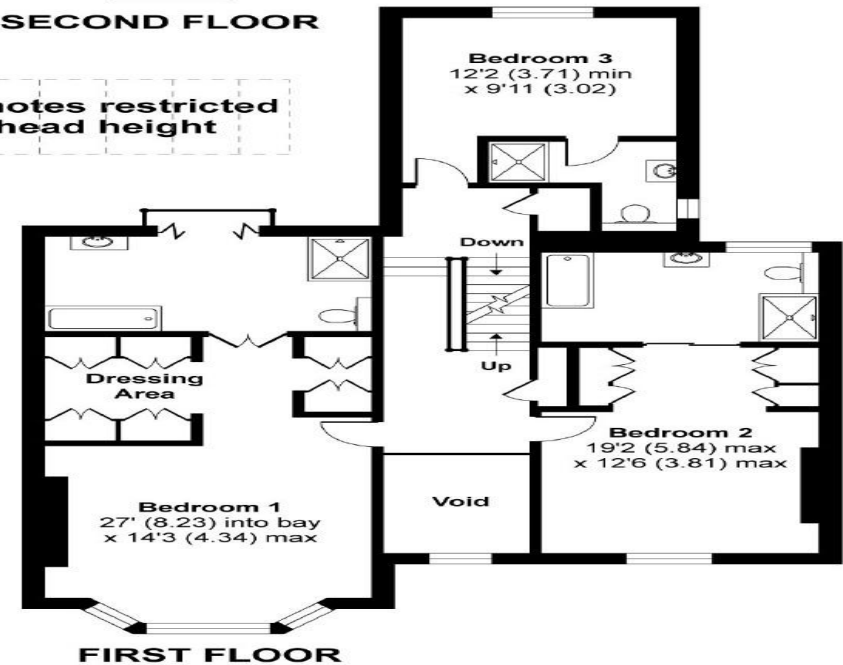 SECOND FLOOR
notes restricted
head height
Bedroom 3
12'2 (3.71) min
x 9'11 (3.02)
Down
Up
Dressing
Area
Bedroom 2
19'2 (5.84) max
x 12'6 (3.81) max
Bedroom 1
27' (8.23) into bay
x 14'3 (4.34) max
Void
FIRST FLOOR